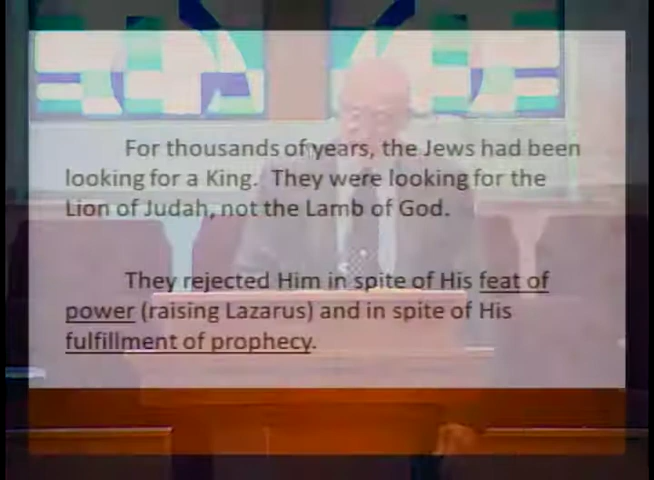 For thousands of years, the Jews had been
looking for a King. They were looking for the
Lion of Judah, not the Lamb of God.
They rejected Him in spite of His feat of
power (raising Lazarus) and in spite of His
fulfillment of prophecy.